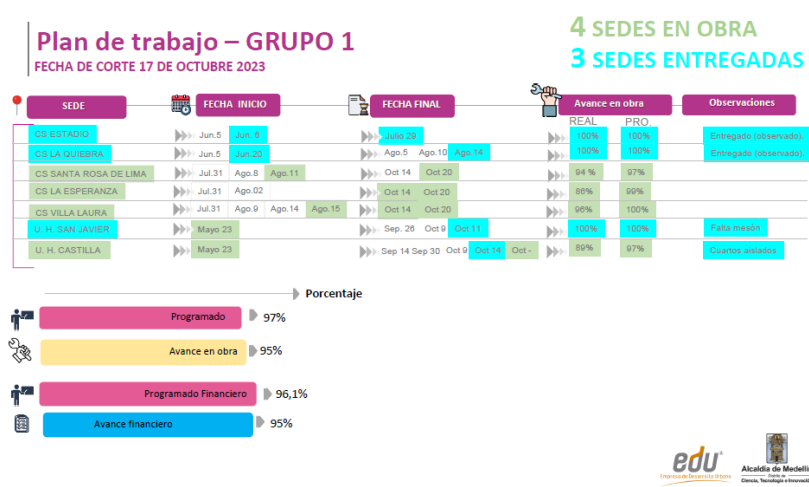 Plan de trabajo – GRUPO 1
FECHA DE CORTE 17 DE OCTUBRE 2023
4 SEDES EN OBRA
3 SEDES ENTREGADAS
SEDE FECHA INICIO FECHA FINAL Avance en obra Observaciones
REAL PRO.
CS ESTADIO Jun.5 Jun. 6 Julio 29 100% 100% Entregado (observado).
CS LA QUIEBRA Jun.5 Jun.20 Ago.5 Ago.10 Ago.14 100% 100% Entregado (observado).
CS SANTA ROSA DE LIMA Jul.31 Ago.8 Ago.11 Oct 14 Oct 20 94 % 97%
CS LA ESPERANZA Jul.31 Ago.02 Oct 14 Oct 20 86% 99%
CS VILLA LAURA Jul.31 Ago.9 Ago.14 Ago.15 Oct 14 Oct 20 96% 100%
U. H. SAN JAVIER Mayo 23 Sep. 26 Oct 9 Oct 11 100% 100% Falta mesón
U. H. CASTILLA Mayo 23 Sep 14 Sep 30 Oct 9 Oct 14 Oct - 89% 97% Cuartos aislados
Porcentaje
Programado 97%
Avance en obra 95%
Programado Financiero 96,1%
Avance financiero 95%
edu
Empresa de Desarrollo Urbano
Alcaldía de Medellín
Distrito de
Ciencia, Tecnología e Innovación